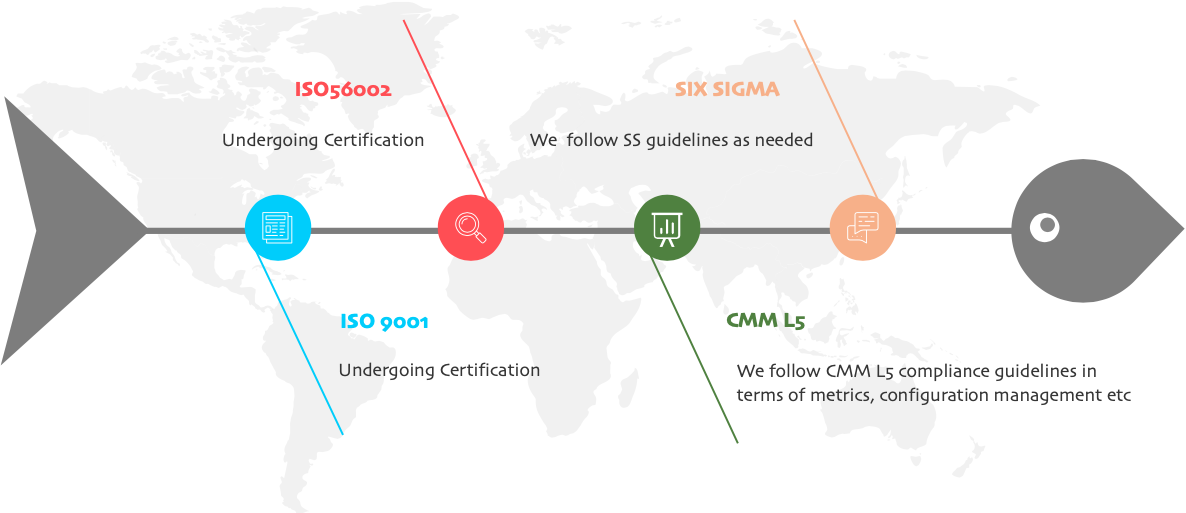 ISO56002
Undergoing Certification
SIX SIGMA
We follow SS guidelines as needed
ISO 9001
Undergoing Certification
CMM L5
We follow CMM L5 compliance guidelines in
terms of metrics, configuration management etc